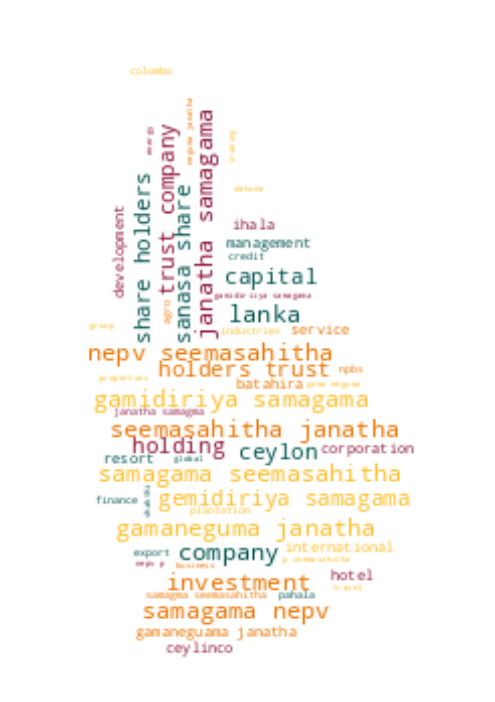 colombo
energy
neguma janatha
trust company
janatha samagama
trading
share holders
sanasa share
dakuna
development
ihala
management
credit
capital
gamidiriiya samagama
agro
lanka
group
industries service
nepv seemasahitha
holders trust npbs
properties
batahira gama neguma
gamidiriya samagama
janatha samagma
seemasahitha janatha
holding ceylon corporation
resort global
samagama seemasahitha
finance
gemidiriya samagama
plantation
gamaneguma janatha
export company international
nepv p business p seemasahitha
investment hotel
travel
samagma seemasahitha pahala
samagama nepv
gamaneguama janatha
ceylinco